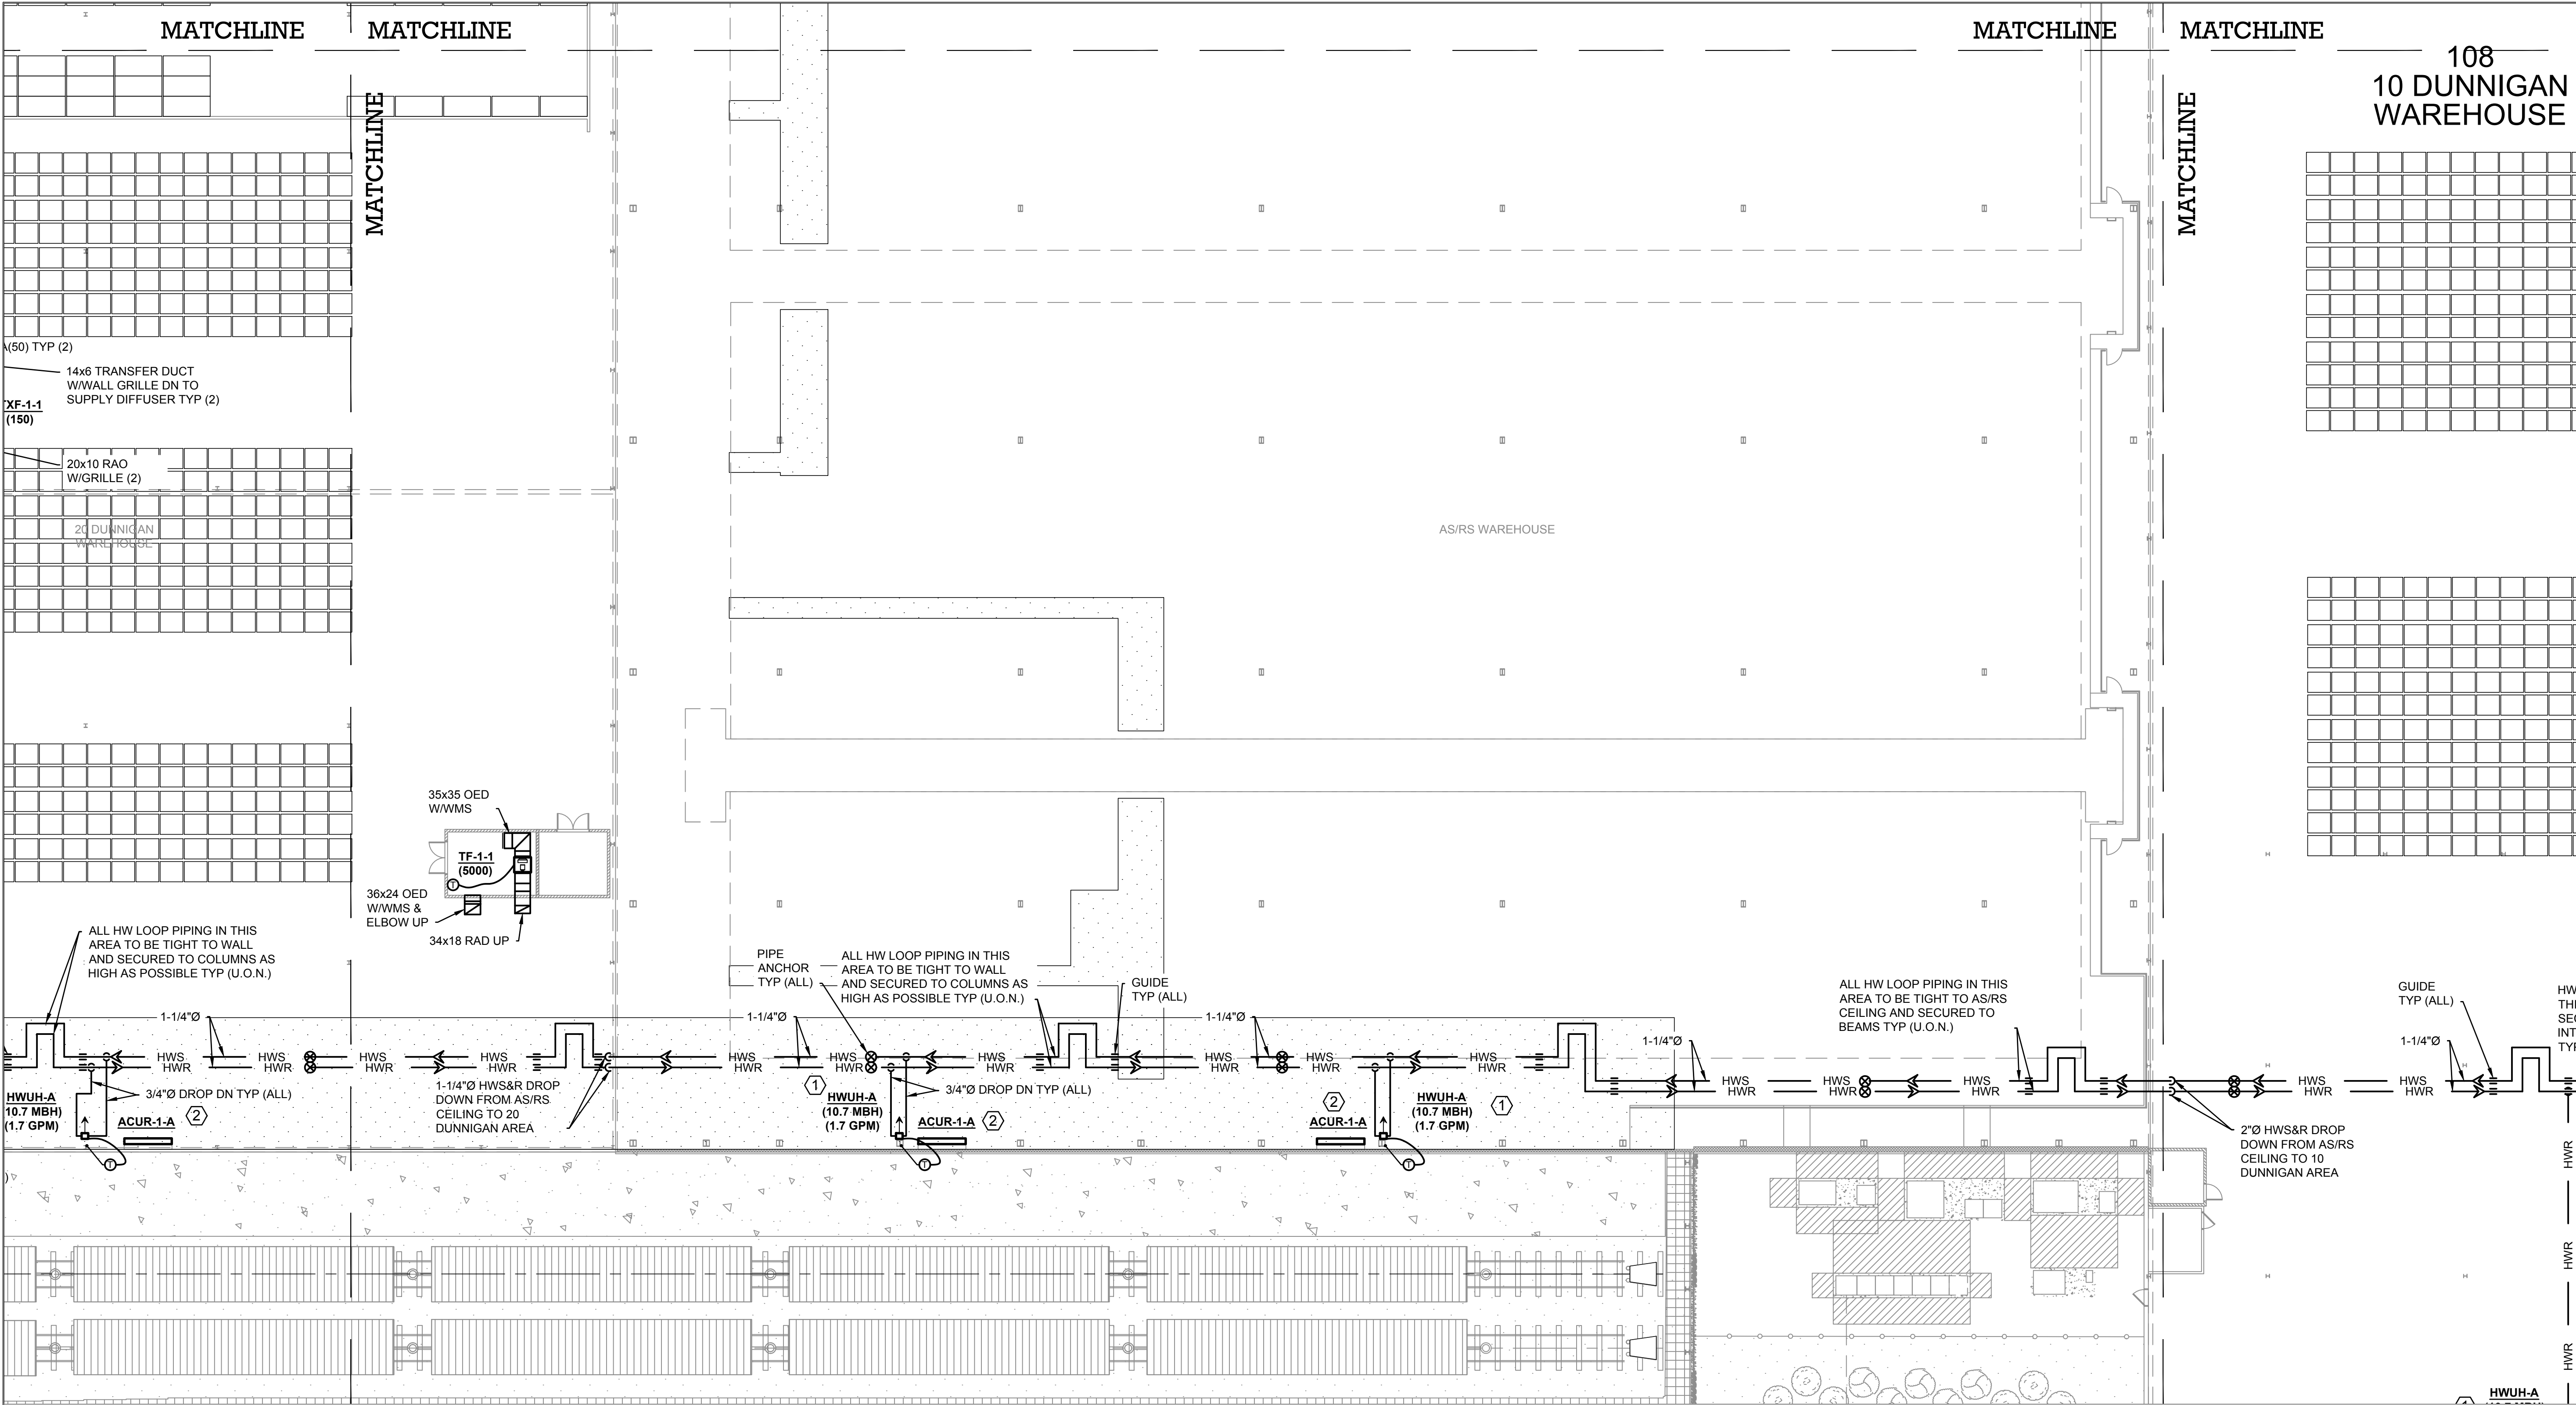 MATCHLINE
MATCHLINE
MATCHLINE
MATCHLINE
108
10 DUNNIGAN
WAREHOUSE
MATCHLINE
MATCHLINE
(50) TYP (2)
14x6 TRANSFER DUCT
W/WALL GRILLE DN TO
SUPPLY DIFFUSER TYP (2)
XF-1-1
(150)
20x10 RAO
W/GRILLE (2)
20 DUNNIGAN
WAREHOUSE
AS/RS WAREHOUSE
35x35 OED
W/WMS
TF-1-1
(5000)
T
36x24 OED
W/WMS &
ELBOW UP
34x18 RAD UP
ALL HW LOOP PIPING IN THIS
AREA TO BE TIGHT TO WALL
AND SECURED TO COLUMNS AS
HIGH AS POSSIBLE TYP (U.O.N.)
PIPE
ANCHOR
TYP (ALL)
ALL HW LOOP PIPING IN THIS
AREA TO BE TIGHT TO WALL
AND SECURED TO COLUMNS AS
HIGH AS POSSIBLE TYP (U.O.N.)
GUIDE
TYP (ALL)
ALL HW LOOP PIPING IN THIS
AREA TO BE TIGHT TO AS/RS
CEILING AND SECURED TO
BEAMS TYP (U.O.N.)
GUIDE
TYP (ALL)
HW
TH
SEC
INT
TYP
1-1/4"Ø
1-1/4"Ø
1-1/4"Ø
1-1/4"Ø
1-1/4"Ø
HWS HWS HWS HWS HWS HWS HWS HWS HWS HWS
HWR HWR HWR HWR HWR HWR HWR HWR HWR HWR
HWS HWS HWS HWS HWS
HWR HWR HWR HWR HWR
HWUH-A
10.7 MBH)
(1.7 GPM)
3/4"Ø DROP DN TYP (ALL)
ACUR-1-A
2
1-1/4"Ø HWS&R DROP
DOWN FROM AS/RS
CEILING TO 20
DUNNIGAN AREA
T
1
HWUH-A
(10.7 MBH)
(1.7 GPM)
3/4"Ø DROP DN TYP (ALL)
ACUR-1-A
2
T
2
ACUR-1-A
HWUH-A
(10.7 MBH)
(1.7 GPM)
1
T
2"Ø HWS&R DROP
DOWN FROM AS/RS
CEILING TO 10
DUNNIGAN AREA
HWR
HWR
HWR
HWUH-A